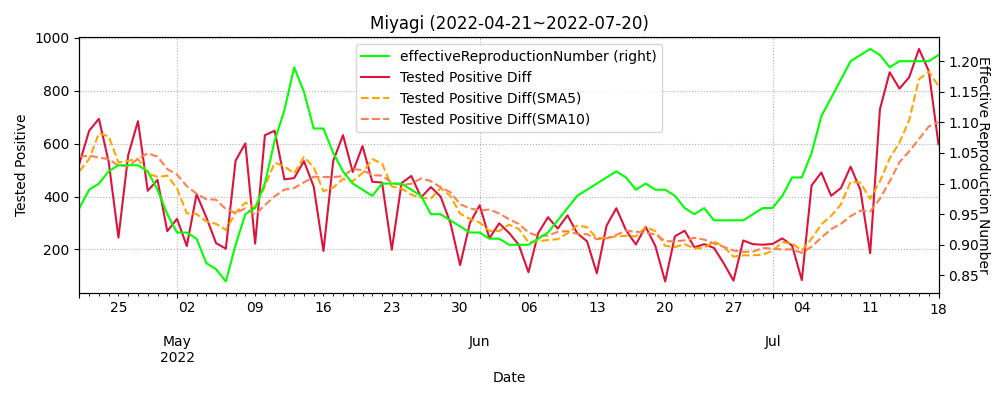 Miyagi (2022-04-21~2022-07-20)
effectiveReproductionNumber (right)
Tested Positive Diff
Tested Positive Diff(SMA5)
Tested Positive Diff(SMA10)
Tested Positive
1000
800
600
400
200
Effective Reproduction Number
1.20
1.15
1.10
1.05
1.00
0.95
0.90
0.85
25 02 09 16 23 30 06 13 20 27 04 11 18
May Jun Jul
2022
Date